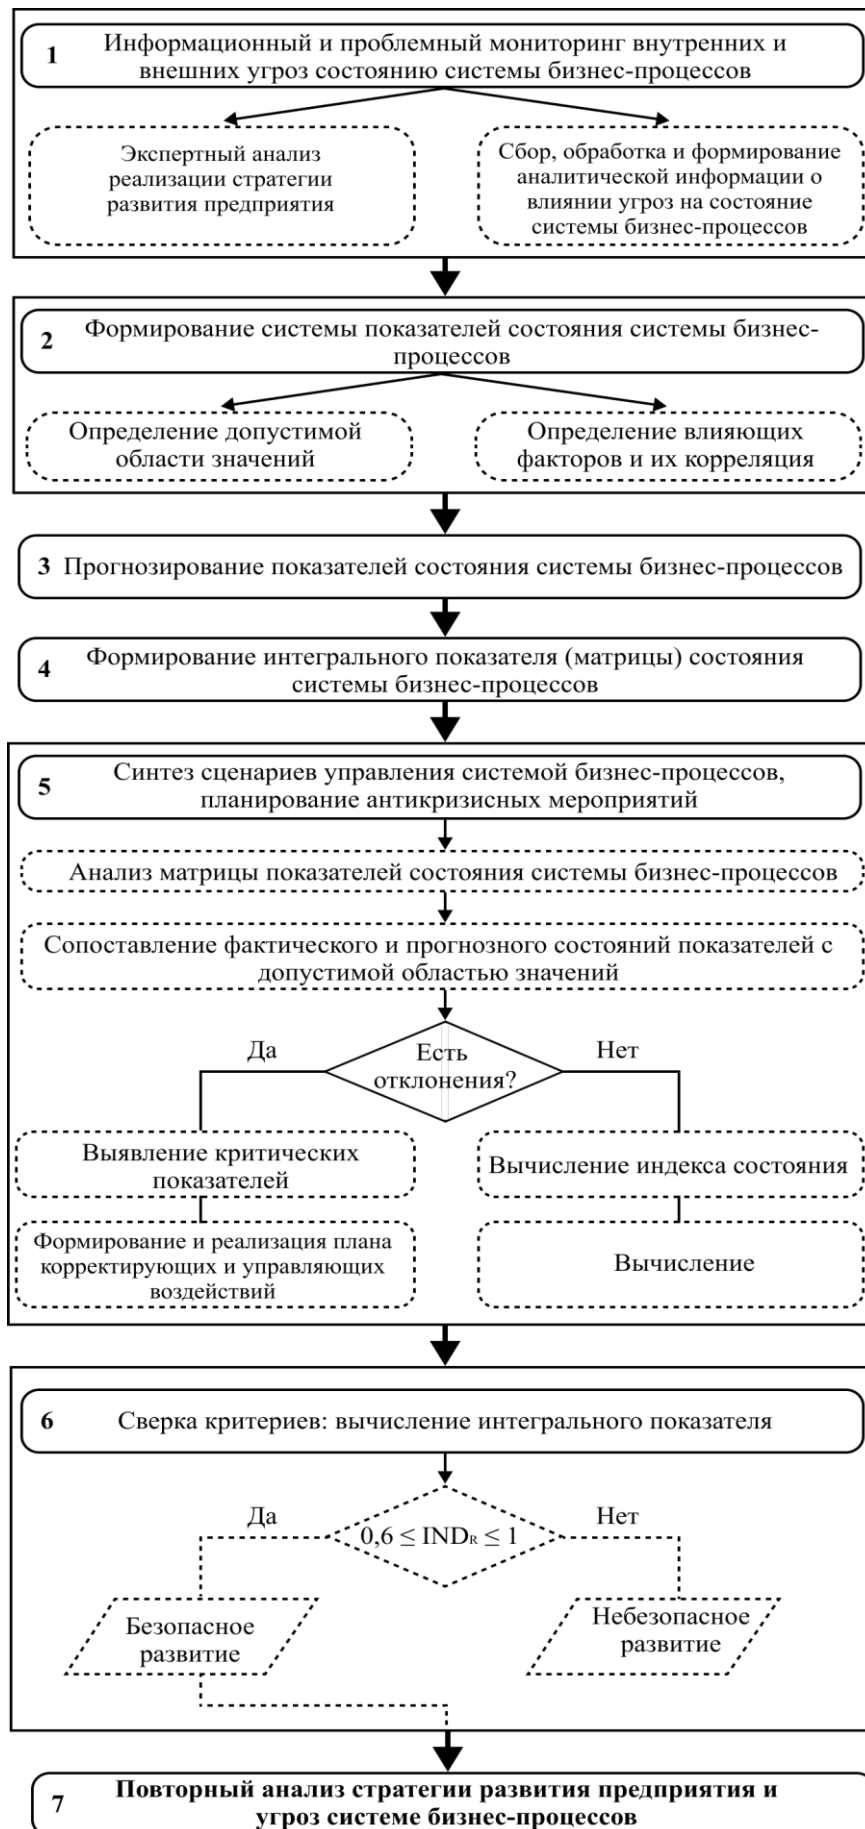 1
Информационный и проблемный мониторинг внутренних и
внешних угроз состоянию системы бизнес-процессов
Экспертный анализ
реализации стратегии
развития предприятия
Сбор, обработка и формирование
аналитической информации о
влиянии угроз на состояние
системы бизнес-процессов
2
Формирование системы показателей состояния системы бизнес-
процессов
Определение допустимой
области значений
Определение влияющих
факторов и их корреляция
3 Прогнозирование показателей состояния системы бизнес-процессов
4
Формирование интегрального показателя (матрицы) состояния
системы бизнес-процессов
5
Синтез сценариев управления системой бизнес-процессов,
планирование антикризисных мероприятий
Анализ матрицы показателей состояния системы бизнес-процессов
Сопоставление фактического и прогнозного состояний показателей с
допустимой областью значений
Да
Есть
отклонения?
Нет
Выявление критических
показателей
Вычисление индекса состояния
Формирование и реализация плана
корректирующих и управляющих
воздействий
Вычисление
6 Сверка критериев: вычисление интегрального показателя
Да
0,6 ≤ INDR ≤ 1
Нет
Безопасное
развитие
Небезопасное
развитие
7
Повторный анализ стратегии развития предприятия и
угроз системе бизнес-процессов